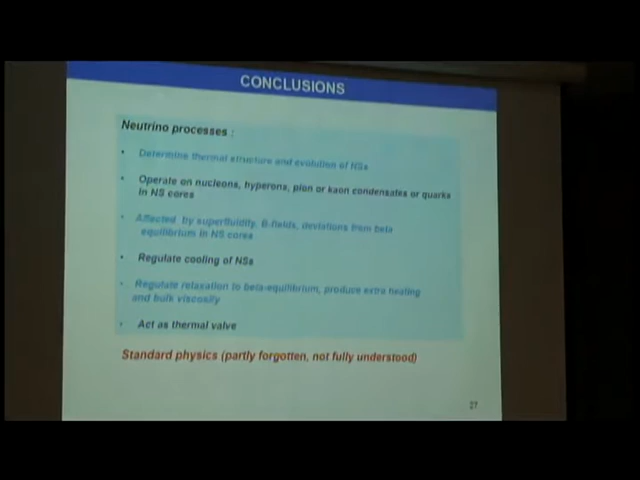 CONCLUSIONS
Neutrino processes :
• Determine thermal structure and evolution of NSs
• Operate on nucleons, hyperons, pion or kaon condensates or quarks
in NS cores
• Affected by superfluidity, B-fields, deviations from beta
equilibrium in NS cores
• Regulate cooling of NSs
• Regulate relaxation to beta-equilibrium, produce extra heating
and bulk viscosity
• Act as thermal valve
Standard physics (partly forgotten, not fully understood)
27